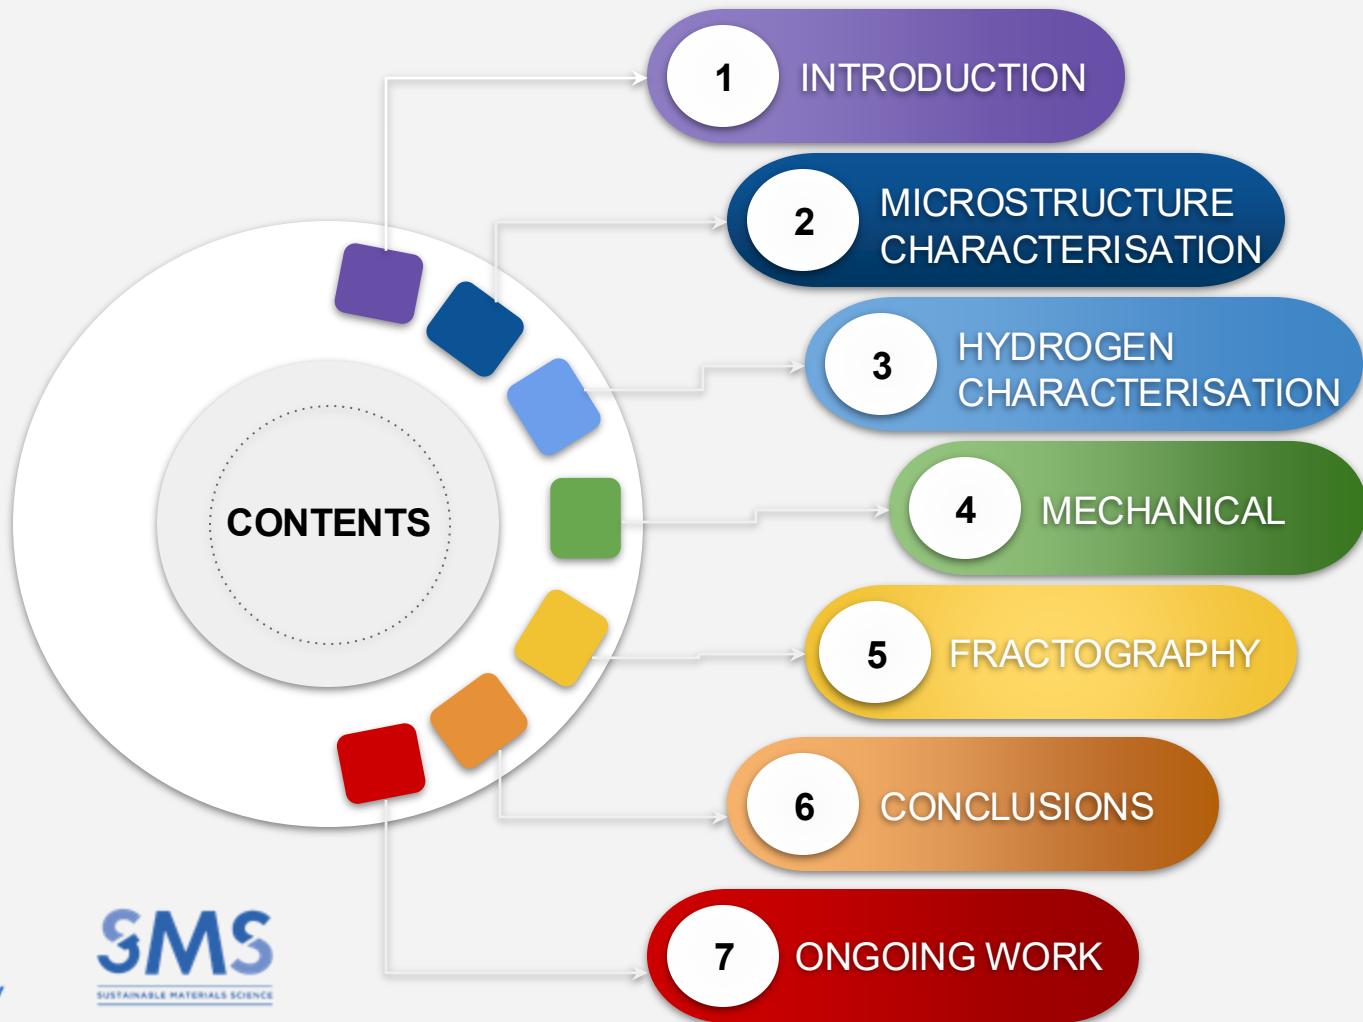 1
INTRODUCTION
2
MICROSTRUCTURE
CHARACTERISATION
3
HYDROGEN
CHARACTERISATION
CONTENTS
4
MECHANICAL
5
FRACTOGRAPHY
6
CONCLUSIONS
7
ONGOING WORK
SMS
SUSTAINABLE MATERIALS SCIENCE